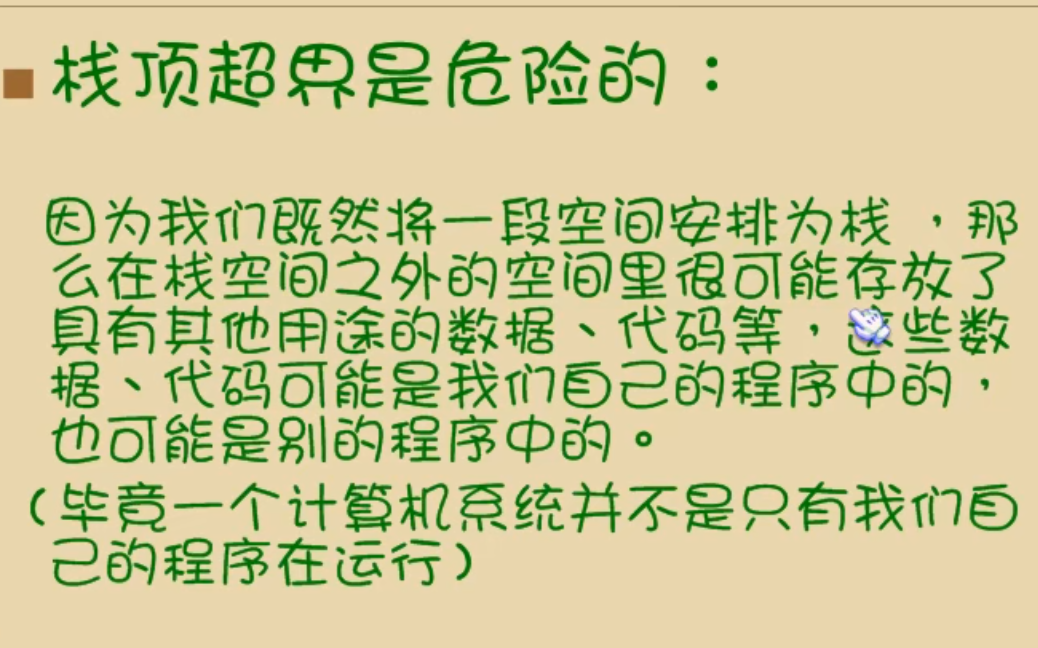 栈顶超界是危险的：
因为我们既然将一段空间安排为栈 ，那
么在栈空间之外的空间里很可能存放了
具有其他用途的数据、代码等，这些数
据、代码可能是我们自己的程序中的，
也可能是别的程序中的。
（毕竟一个计算机系统并不是只有我们自
己的程序在运行）